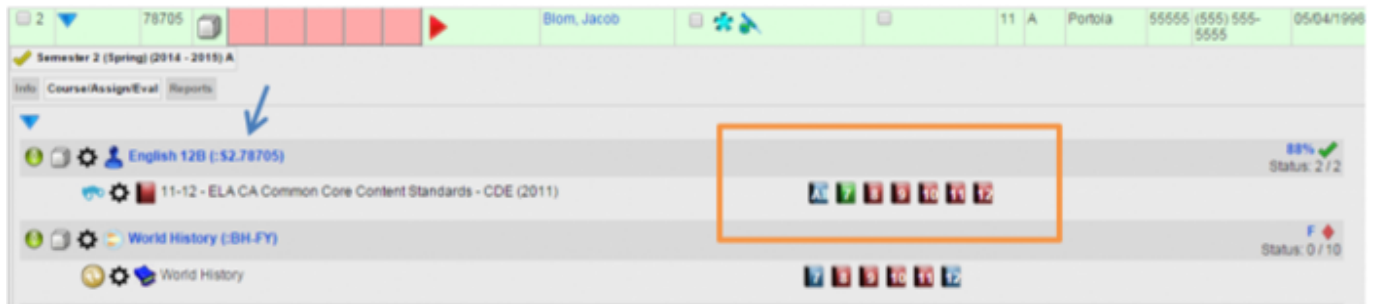 2 78705 Blom, Jacob 11 A Portola 55555 (555) 555-5555 05/04/1998
Semester 2 (Spring) (2014 - 2015) A
Info Course/Assign/Eval Reports
English 12B (:S2.78705) 88%
Status: 2 / 2
11-12 - ELA CA Common Core Content Standards - CDE (2011) 7 8 9 10 11 12
World History (:BH-FY) F
Status: 0 / 10
World History 7 8 9 10 11 12